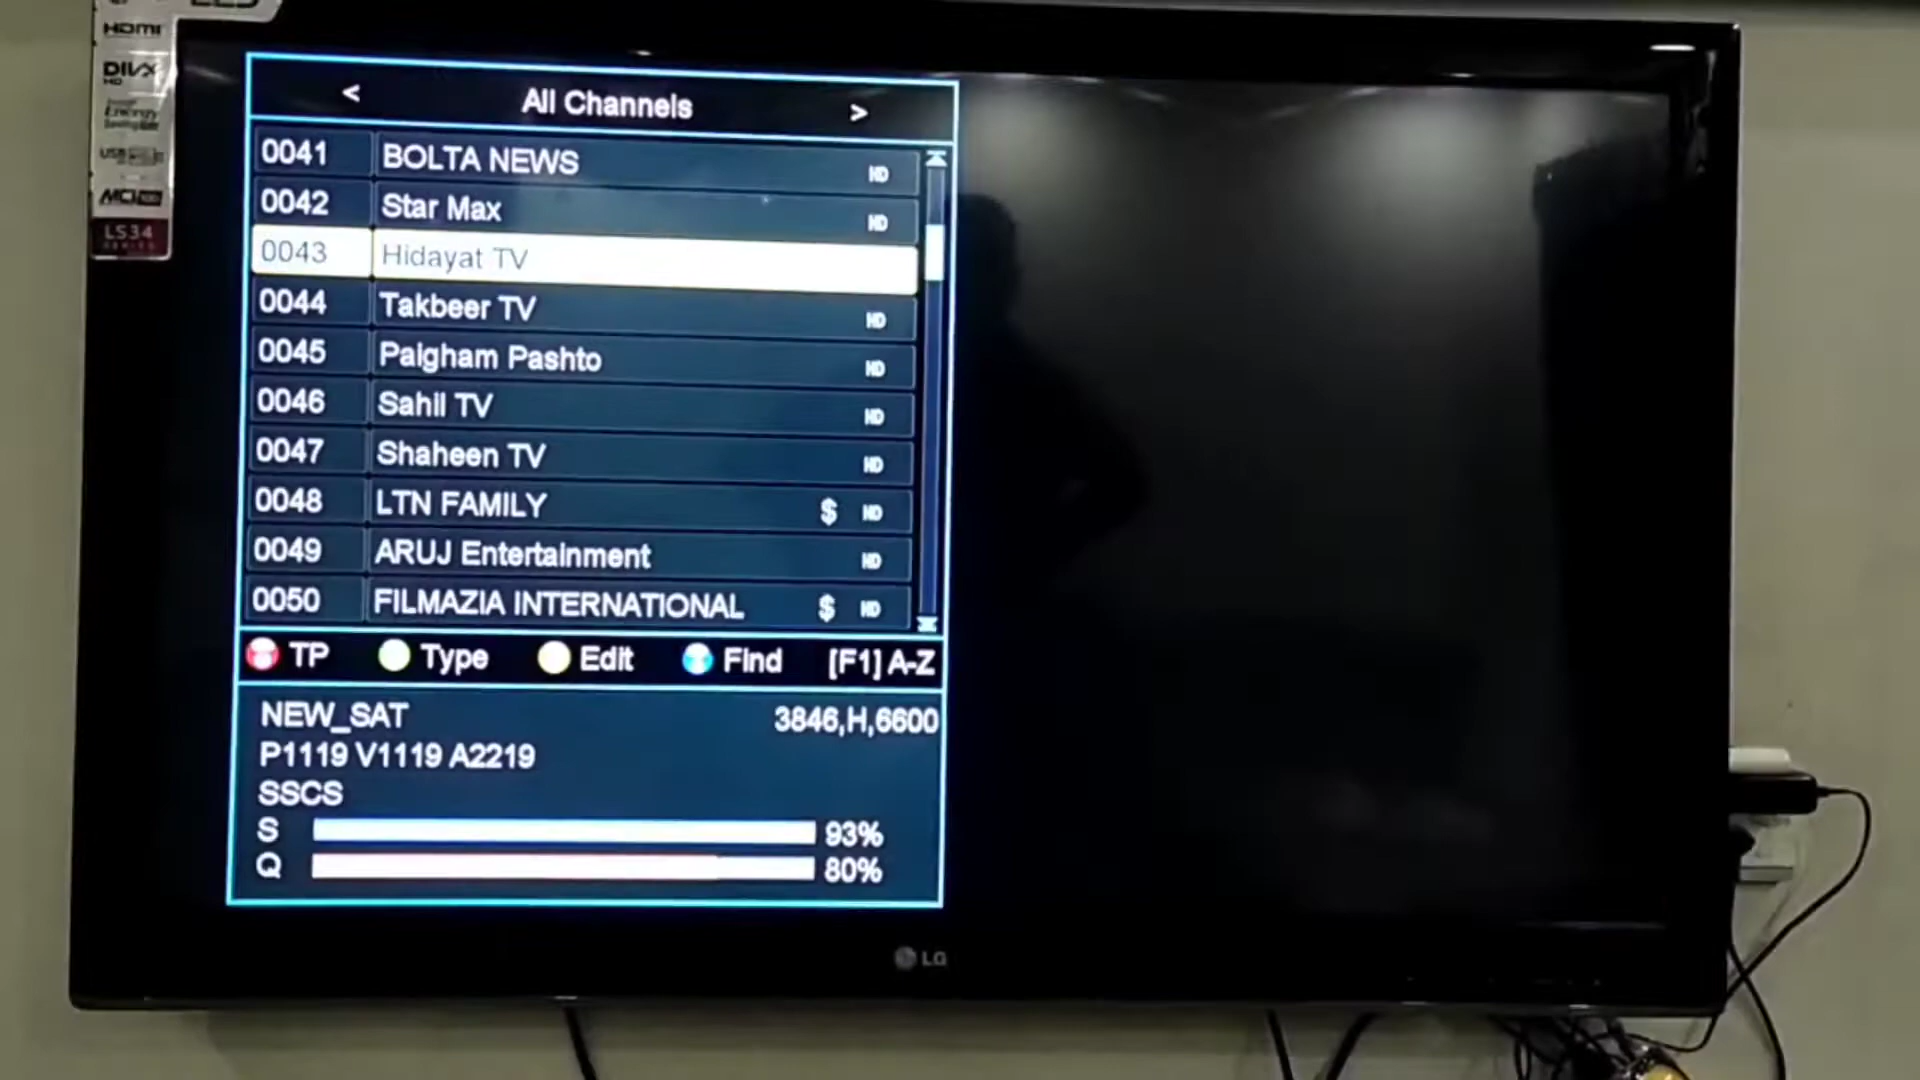 HDMI
DIVX
HD
Energy
USB
LS34
< All Channels >
0041 BOLTA NEWS HD
0042 Star Max HD
0043 Hidayat TV
0044 Takbeer TV HD
0045 Paigham Pashto HD
0046 Sahil TV HD
0047 Shaheen TV HD
0048 LTN FAMILY $ HD
0049 ARUJ Entertainment HD
0050 FILMAZIA INTERNATIONAL $ HD
TP Type Edit Find [F1] A-Z
NEW_SAT 3846,H,6600
P1119 V1119 A2219
SSCS
S 93%
Q 80%
LG